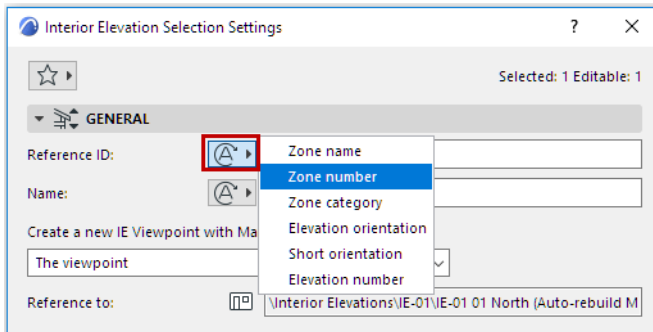 Interior Elevation Selection Settings
Selected: 1 Editable: 1
GENERAL
Reference ID:
Zone name
Zone number
Name:
Zone category
Create a new IE Viewpoint with Ma
Elevation orientation
The viewpoint
Short orientation
Elevation number
Reference to:
\Interior Elevations\IE-01\IE-01 01 North (Auto-rebuild M